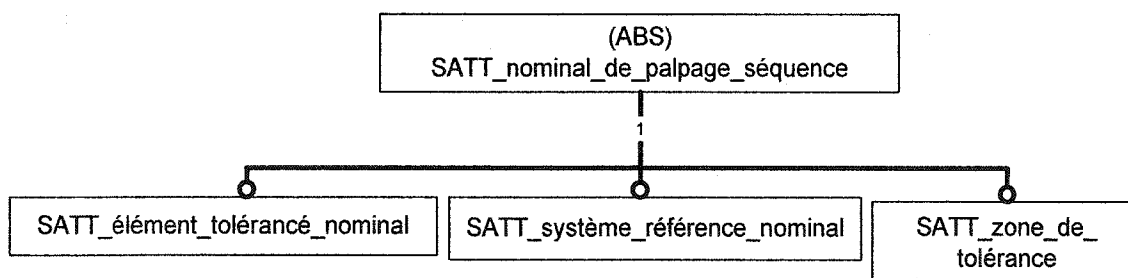 (ABS)
SATT_nominal_de_palpage_séquence
1
SATT_élément_tolérancé_nominal
SATT_système_référence_nominal
SATT_zone_de_
tolérance